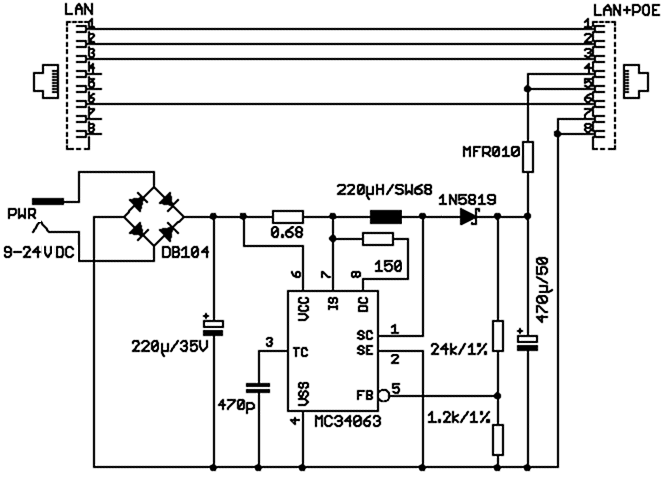 LAN
LAN+POE
1
1
2
2
3
3
4
4
5
5
6
6
7
7
8
8
MFR010
220µH/SW68
1N5819
PWR
9-24VDC
DB104
0.68
150
6
7
8
VCC
IS
DC
+
470µ/50
+
220µ/35V
3
TC
SC
1
SE
2
24k/1%
470p
VSS
FB
5
1.2k/1%
4
MC34063